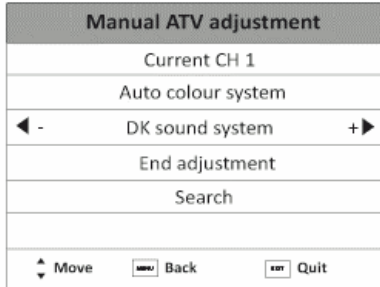 Manual ATV adjustment
Current CH 1
Auto colour system
- DK sound system +
End adjustment
Search
Move MENU Back EXIT Quit